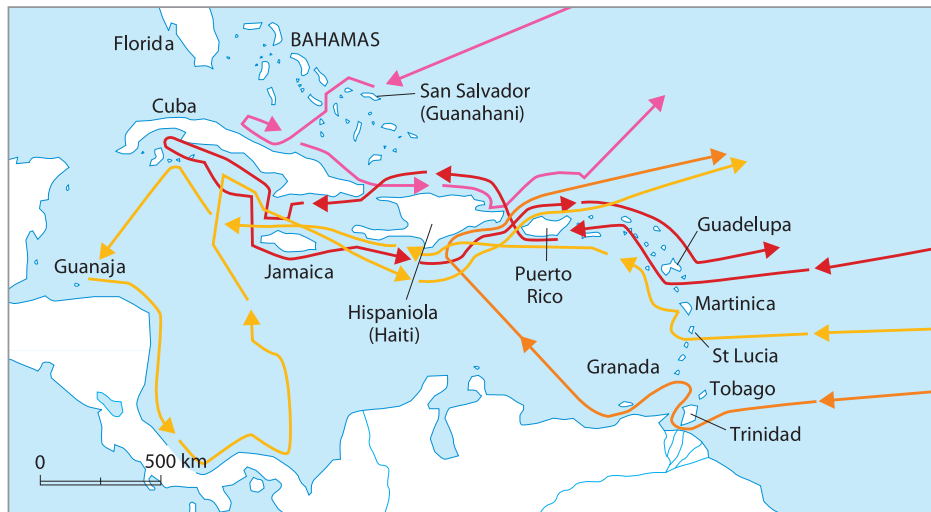 Florida
BAHAMAS
San Salvador
(Guanahani)
Cuba
Guadelupa
Guanaja
Jamaica
Puerto
Rico
Hispaniola
(Haiti)
Martinica
St Lucia
Granada
Tobago
Trinidad
0
500 km